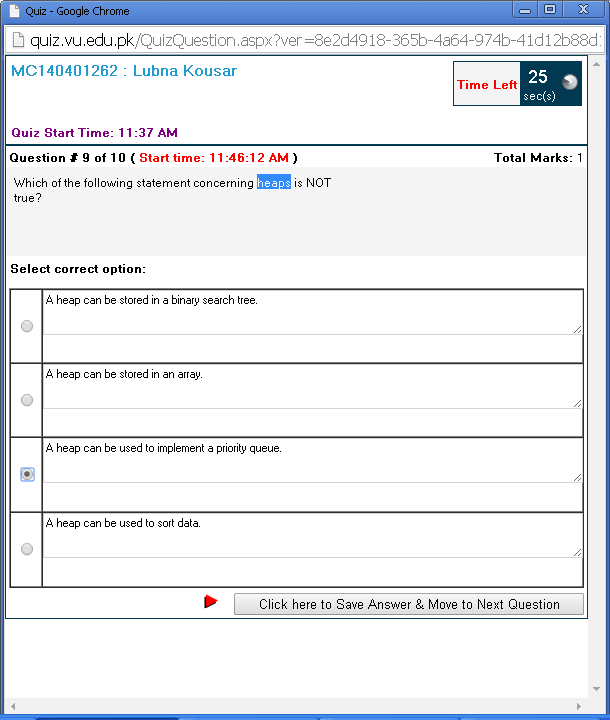 Quiz - Google Chrome
quiz.vu.edu.pk/QuizQuestion.aspx?ver=8e2d4918-365b-4a64-974b-41d12b88d1
MC140401262 : Lubna Kousar
Time Left 25 sec(s)
Quiz Start Time: 11:37 AM
Question # 9 of 10 ( Start time: 11:46:12 AM ) Total Marks: 1
Which of the following statement concerning heaps is NOT
true?
Select correct option:
A heap can be stored in a binary search tree.
A heap can be stored in an array.
A heap can be used to implement a priority queue.
A heap can be used to sort data.
Click here to Save Answer & Move to Next Question